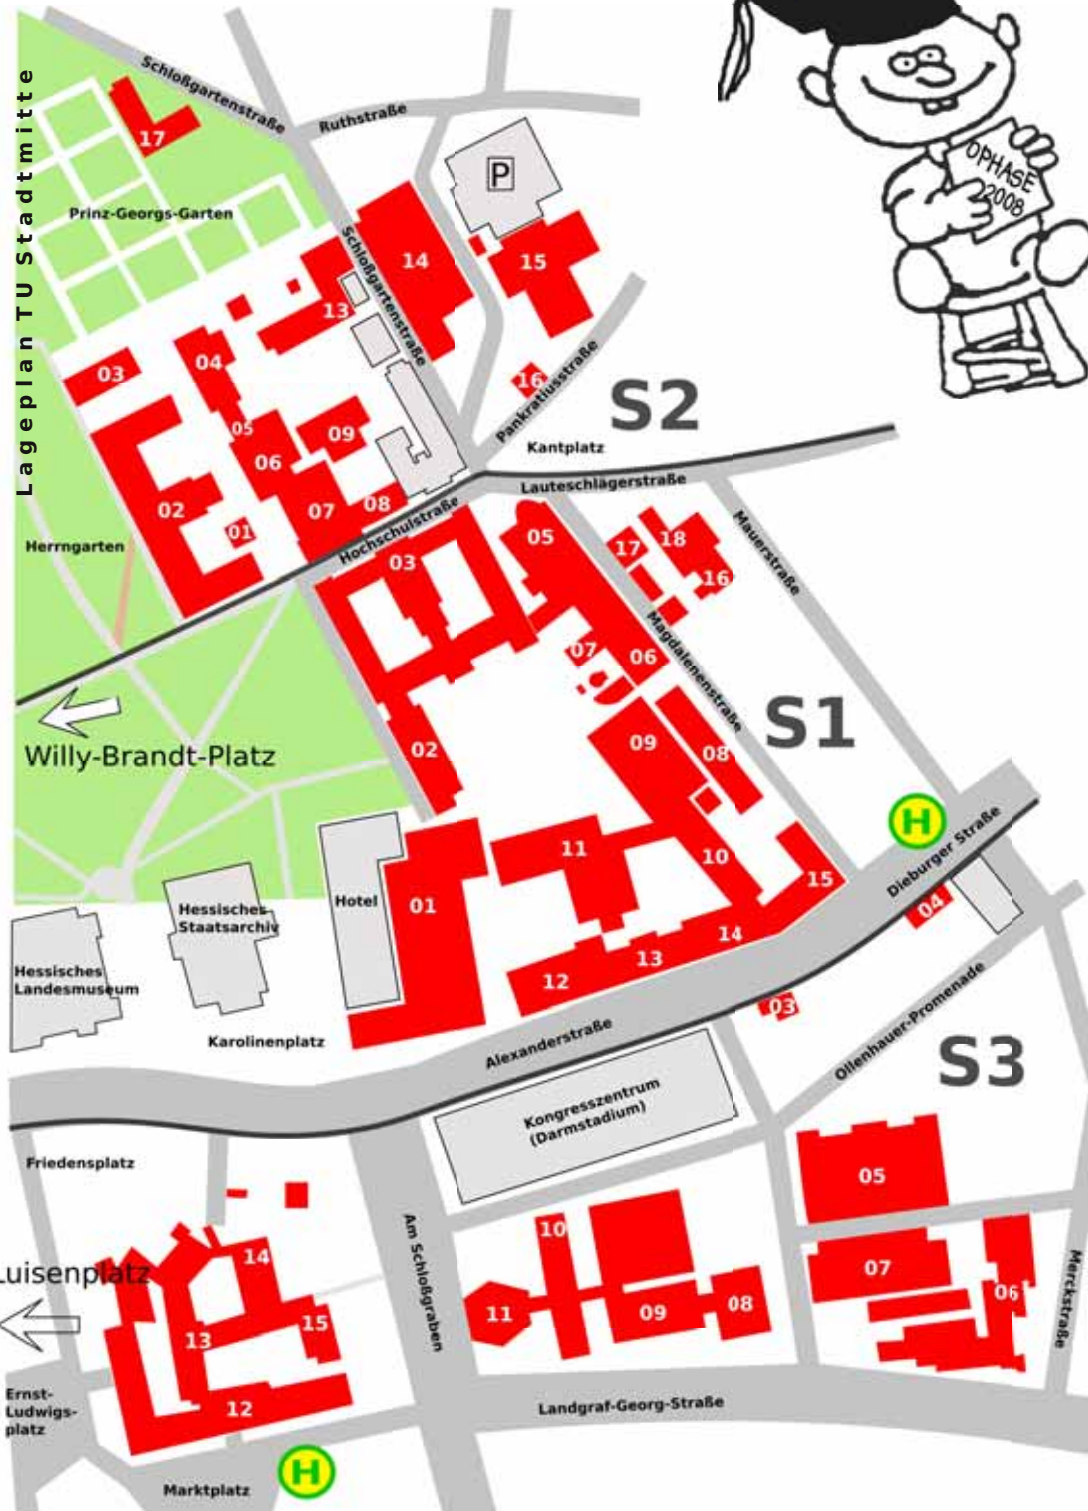 Lageplan TU Stadtmitte
OPHASE
2008
Schloßgartenstraße
Ruthstraße
17
P
Prinz-Georgs-Garten
Schloßgartenstraße
14
15
13
04
03
16
Pankratiusstraße
S2
05
09
06
Kantplatz
Lauteschlägerstraße
02
08
07
01
Hochschulstraße
Herrngarten
Mauerstraße
05
17
18
03
16
07
06
Magdalenenstraße
S1
02
09
08
Willy-Brandt-Platz
H
Dieburger Straße
11
10
15
04
Hotel
01
Hessisches
Staatsarchiv
14
13
12
Hessisches
Landesmuseum
03
Karolinenplatz
Alexanderstraße
Ollenhauer-Promenade
S3
Kongresszentrum
(Darmstadium)
Friedensplatz
05
10
Am Schloßgraben
14
Luisenplatz
07
06
Merckstraße
11
09
08
13
15
12
Ernst-
Ludwigs-
platz
Landgraf-Georg-Straße
H
Marktplatz